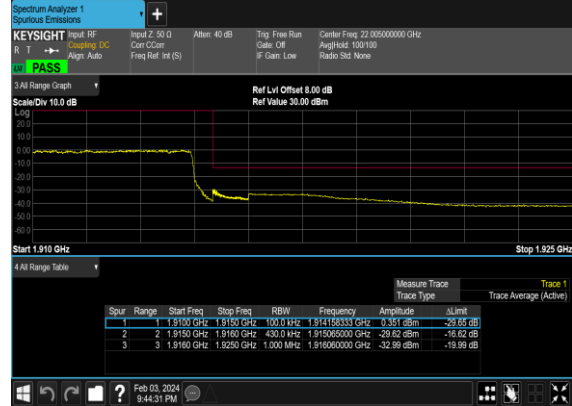 Spectrum Analyzer 1
Spurious Emissions
+
KEYSIGHT Input: RF Input Z: 50 Ω Atten: 40 dB Trig: Free Run Center Freq: 22.005000000 GHz
R T Coupling: DC Corr CCorr Gate: Off Avg|Hold: 100/100
Align: Auto Freq Ref: Int (S) IF Gain: Low Radio Std: None
LW PASS
3 All Range Graph
Ref Lvl Offset 8.00 dB
Scale/Div 10.0 dB Ref Value 30.00 dBm
Log
20.0
10.0
0.00
-10.0
-20.0
-30.0
-40.0
-50.0
-60.0
Start 1.910 GHz Stop 1.925 GHz
4 All Range Table
Measure Trace Trace 1
Trace Type Trace Average (Active)
Spur Range Start Freq Stop Freq RBW Frequency Amplitude ΔLimit
1 1 1.9100 GHz 1.9150 GHz 100.0 kHz 1.914158333 GHz 0.351 dBm -29.65 dB
2 2 1.9150 GHz 1.9160 GHz 430.0 kHz 1.915065000 GHz -29.62 dBm -16.62 dB
3 3 1.9160 GHz 1.9250 GHz 1.000 MHz 1.916060000 GHz -32.99 dBm -19.99 dB
? Feb 03, 2024
9:44:31 PM